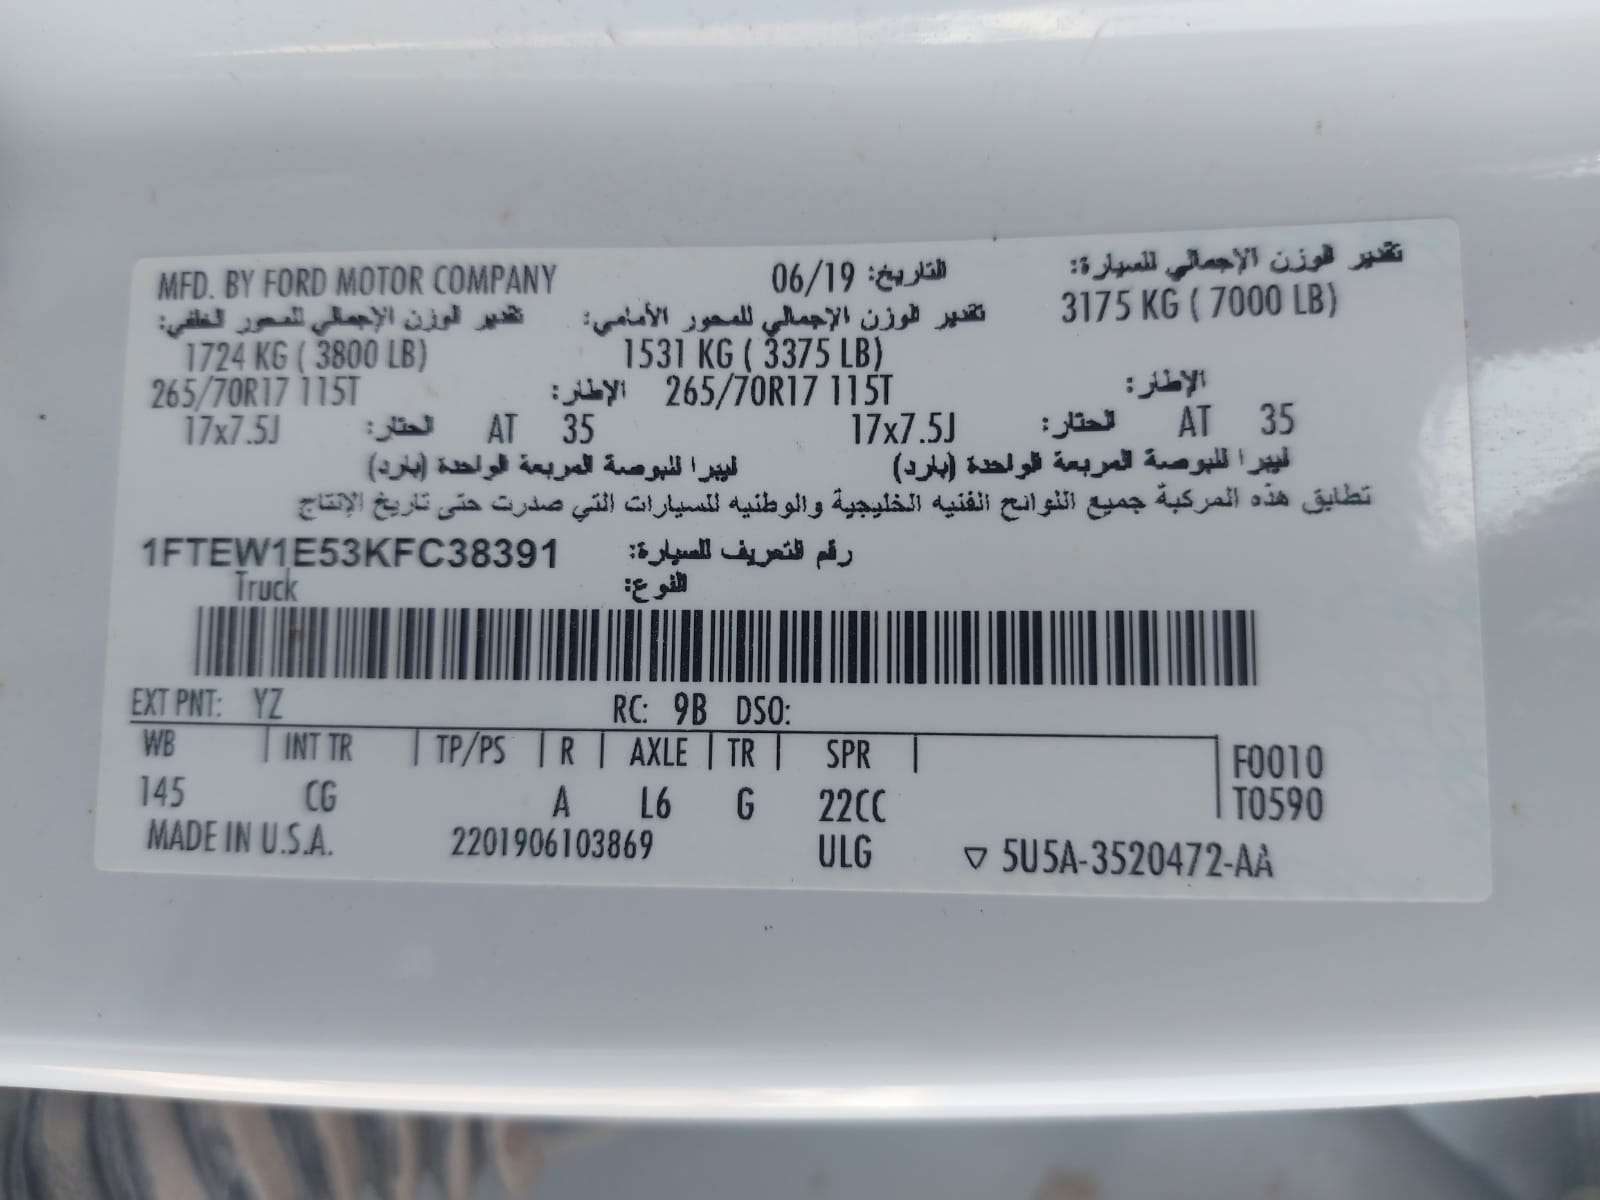 MFD. BY FORD MOTOR COMPANY 06/19 التاريخ: تقدير الوزن الإجمالي للسيارة:
3175 KG ( 7000 LB)
تقدير الوزن الإجمالي للمحور الأمامي: تقدير الوزن الإجمالي للمحور الخلفي:
1724 KG ( 3800 LB) 1531 KG ( 3375 LB)
265/70R17 115T الإطار: 265/70R17 115T الإطار:
17x7.5J الحتار: AT 35 17x7.5J الحتار: AT 35
ليبرا للبوصة المربعة الواحدة (بارد) ليبرا للبوصة المربعة الواحدة (بارد)
تطابق هذه المركبة جميع اللوائح الفنيه الخليجية والوطنيه للسيارات التي صدرت حتى تاريخ الإنتاج
1FTEW1E53KFC38391 رقم التعريف للسيارة:
Truck النوع:
EXT PNT: YZ RC: 9B DSO:
WB | INT TR | TP/PS | R | AXLE | TR | SPR | F0010
145 CG A L6 G 22CC T0590
MADE IN U.S.A. 2201906103869 ULG ▽ 5U5A-3520472-AA